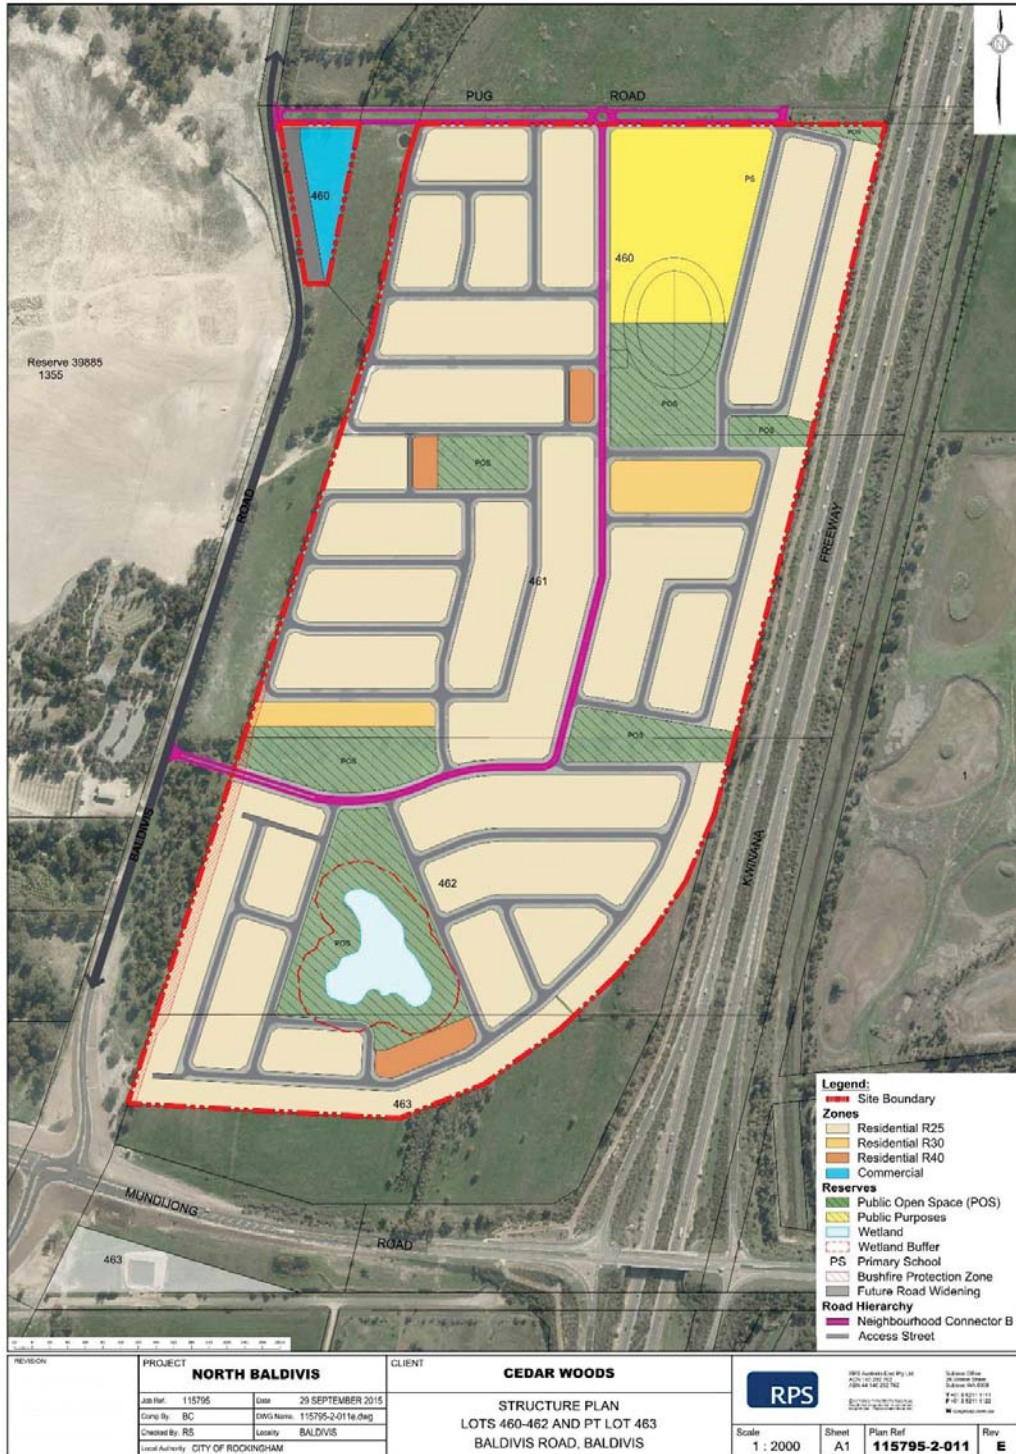 N
PUG ROAD
POS
460
PS
460
Reserve 39885
1355
POS
POS
POS
ROAD
461
FREEWAY
POS
POS
1
BALDIVIS
KWINANA
462
POS
463
MUNDIJONG
ROAD
463
Legend:
Site Boundary
Zones
Residential R25
Residential R30
Residential R40
Commercial
Reserves
Public Open Space (POS)
Public Purposes
Wetland
Wetland Buffer
PS Primary School
Bushfire Protection Zone
Future Road Widening
Road Hierarchy
Neighbourhood Connector B
Access Street
REVISION
PROJECT
NORTH BALDIVIS
Job Ref. 115795
Date 29 SEPTEMBER 2015
Comp By. BC
DWG Name. 115795-2-011e.dwg
Checked By. RS
Locality BALDIVIS
Local Authority CITY OF ROCKINGHAM
CLIENT
CEDAR WOODS
STRUCTURE PLAN
LOTS 460-462 AND PT LOT 463
BALDIVIS ROAD, BALDIVIS
RPS
Scale
1 : 2000
Sheet
A1
Plan Ref
115795-2-011
Rev
E